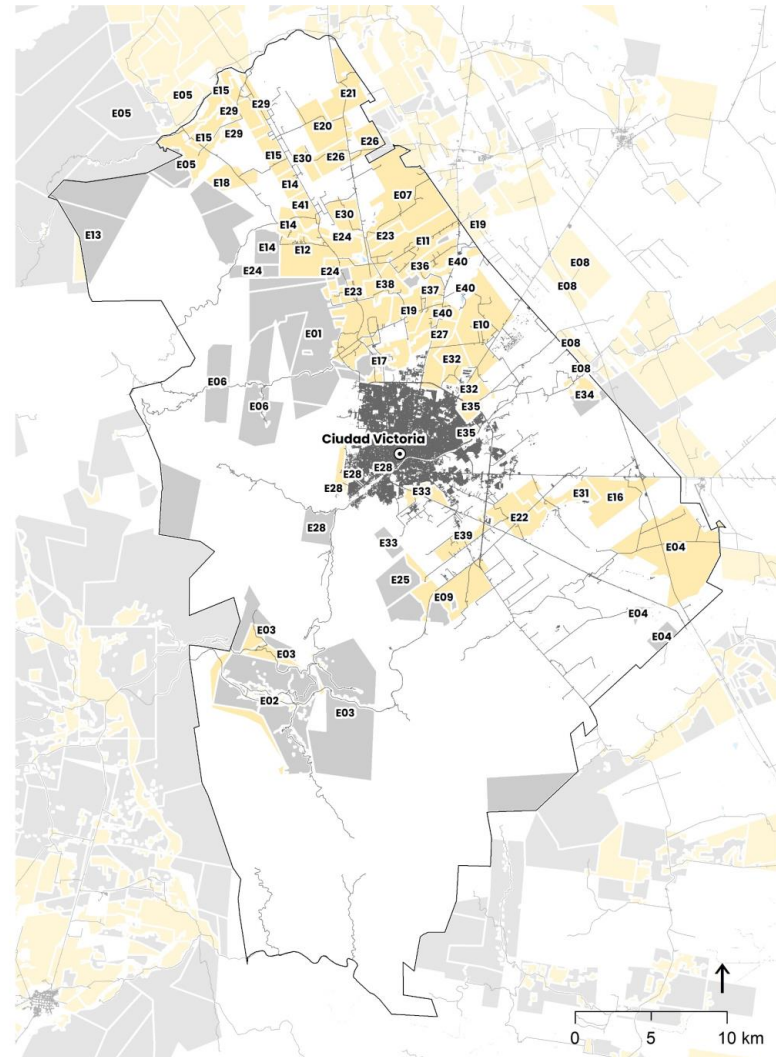 E21
E05
E15
E29
E05
E29
E20
E15
E29
E26
E15
E30
E26
E05
E18
E14
E07
E41
E30
E14
E19
E13
E24
E23
E11
E14
E12
E40
E24
E24
E36
E08
E38
E08
E23
E37
E40
E19
E40
E10
E01
E27
E08
E17
E32
E08
E06
E32
E34
E06
E35
E35
Ciudad Victoria
E28
E28
E28
E33
E31
E16
E22
E28
E39
E33
E04
E25
E09
E04
E03
E04
E03
E02
E03
0 5 10 km